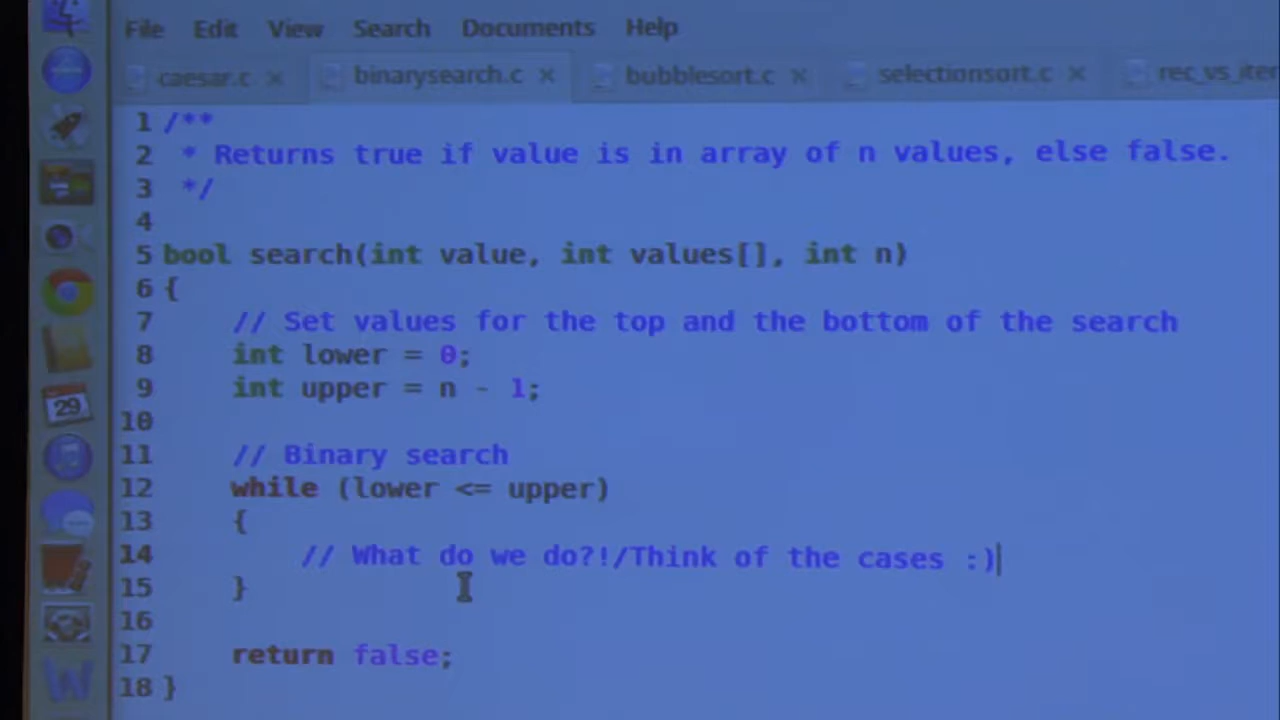 File Edit View Search Documents Help
caesar.c × binarysearch.c × bubblesort.c × selectionsort.c × rec_vs_iter
1 /**
2  * Returns true if value is in array of n values, else false.
3  */
4
5 bool search(int value, int values[], int n)
6 {
7     // Set values for the top and the bottom of the search
8     int lower = 0;
9     int upper = n - 1;
10
11     // Binary search
12     while (lower <= upper)
13     {
14         // What do we do?!/Think of the cases :)
15     }
16
17     return false;
18 }
29
W